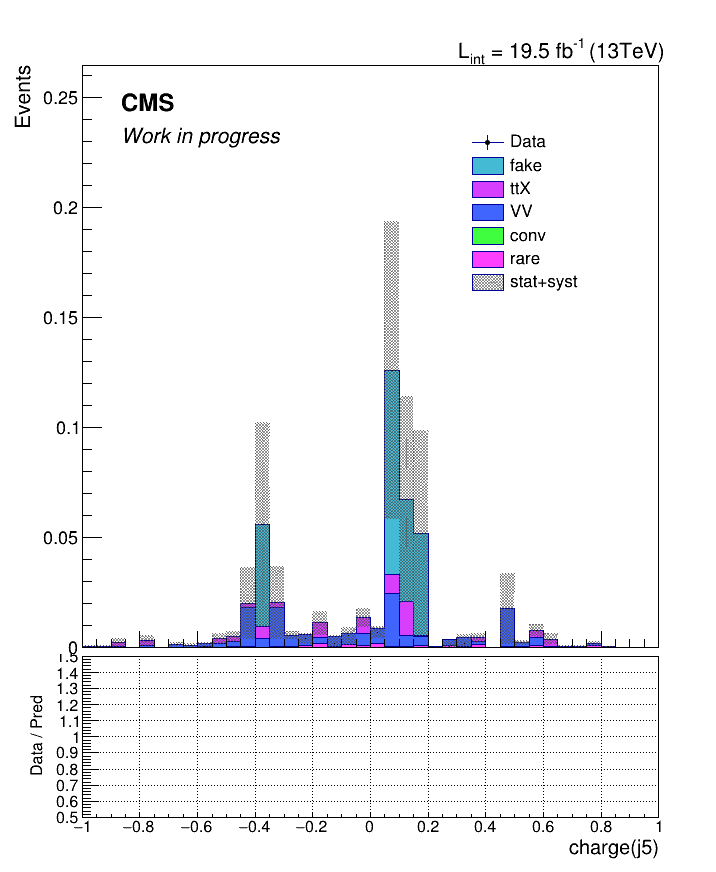 L_int = 19.5 fb^-1 (13TeV)
Events
CMS
Work in progress
Data
fake
ttX
VV
conv
rare
stat+syst
0.25
0.2
0.15
0.1
0.05
0
Data / Pred
1.5
1.4
1.3
1.2
1.1
1
0.9
0.8
0.7
0.6
0.5
−1 −0.8 −0.6 −0.4 −0.2 0 0.2 0.4 0.6 0.8 1
charge(j5)